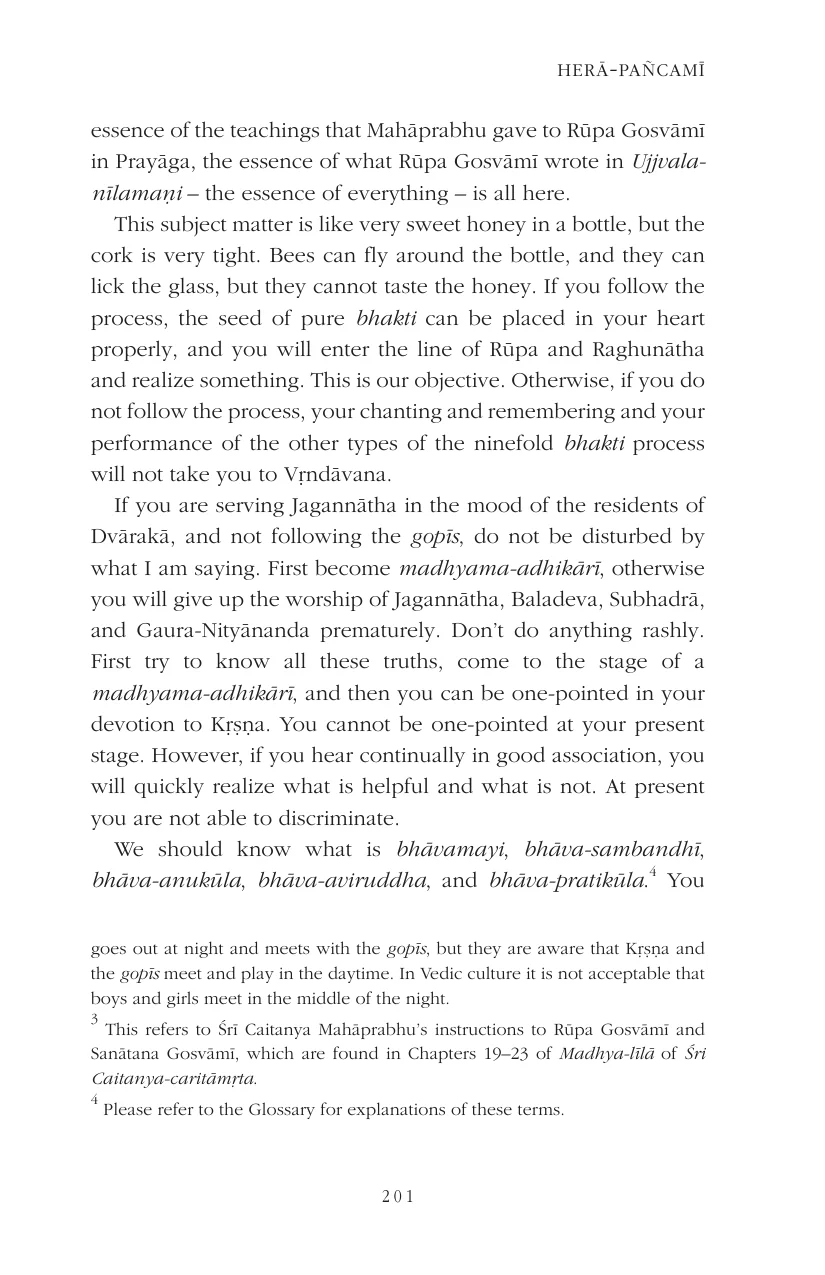 HERĀ-PAÑCAMĪ
essence of the teachings that Mahāprabhu gave to Rūpa Gosvāmī
in Prayāga, the essence of what Rūpa Gosvāmī wrote in Ujjvala-
nīlamaṇi – the essence of everything – is all here.
This subject matter is like very sweet honey in a bottle, but the
cork is very tight. Bees can fly around the bottle, and they can
lick the glass, but they cannot taste the honey. If you follow the
process, the seed of pure bhakti can be placed in your heart
properly, and you will enter the line of Rūpa and Raghunātha
and realize something. This is our objective. Otherwise, if you do
not follow the process, your chanting and remembering and your
performance of the other types of the ninefold bhakti process
will not take you to Vṛndāvana.
If you are serving Jagannātha in the mood of the residents of
Dvārakā, and not following the gopīs, do not be disturbed by
what I am saying. First become madhyama-adhikārī, otherwise
you will give up the worship of Jagannātha, Baladeva, Subhadrā,
and Gaura-Nityānanda prematurely. Don't do anything rashly.
First try to know all these truths, come to the stage of a
madhyama-adhikārī, and then you can be one-pointed in your
devotion to Kṛṣṇa. You cannot be one-pointed at your present
stage. However, if you hear continually in good association, you
will quickly realize what is helpful and what is not. At present
you are not able to discriminate.
We should know what is bhāvamayi, bhāva-sambandhī,
bhāva-anukūla, bhāva-aviruddha, and bhāva-pratikūla.4 You
goes out at night and meets with the gopīs, but they are aware that Kṛṣṇa and
the gopīs meet and play in the daytime. In Vedic culture it is not acceptable that
boys and girls meet in the middle of the night.
3 This refers to Śrī Caitanya Mahāprabhu's instructions to Rūpa Gosvāmī and
Sanātana Gosvāmī, which are found in Chapters 19–23 of Madhya-līlā of Śri
Caitanya-caritāmṛta.
4 Please refer to the Glossary for explanations of these terms.
201